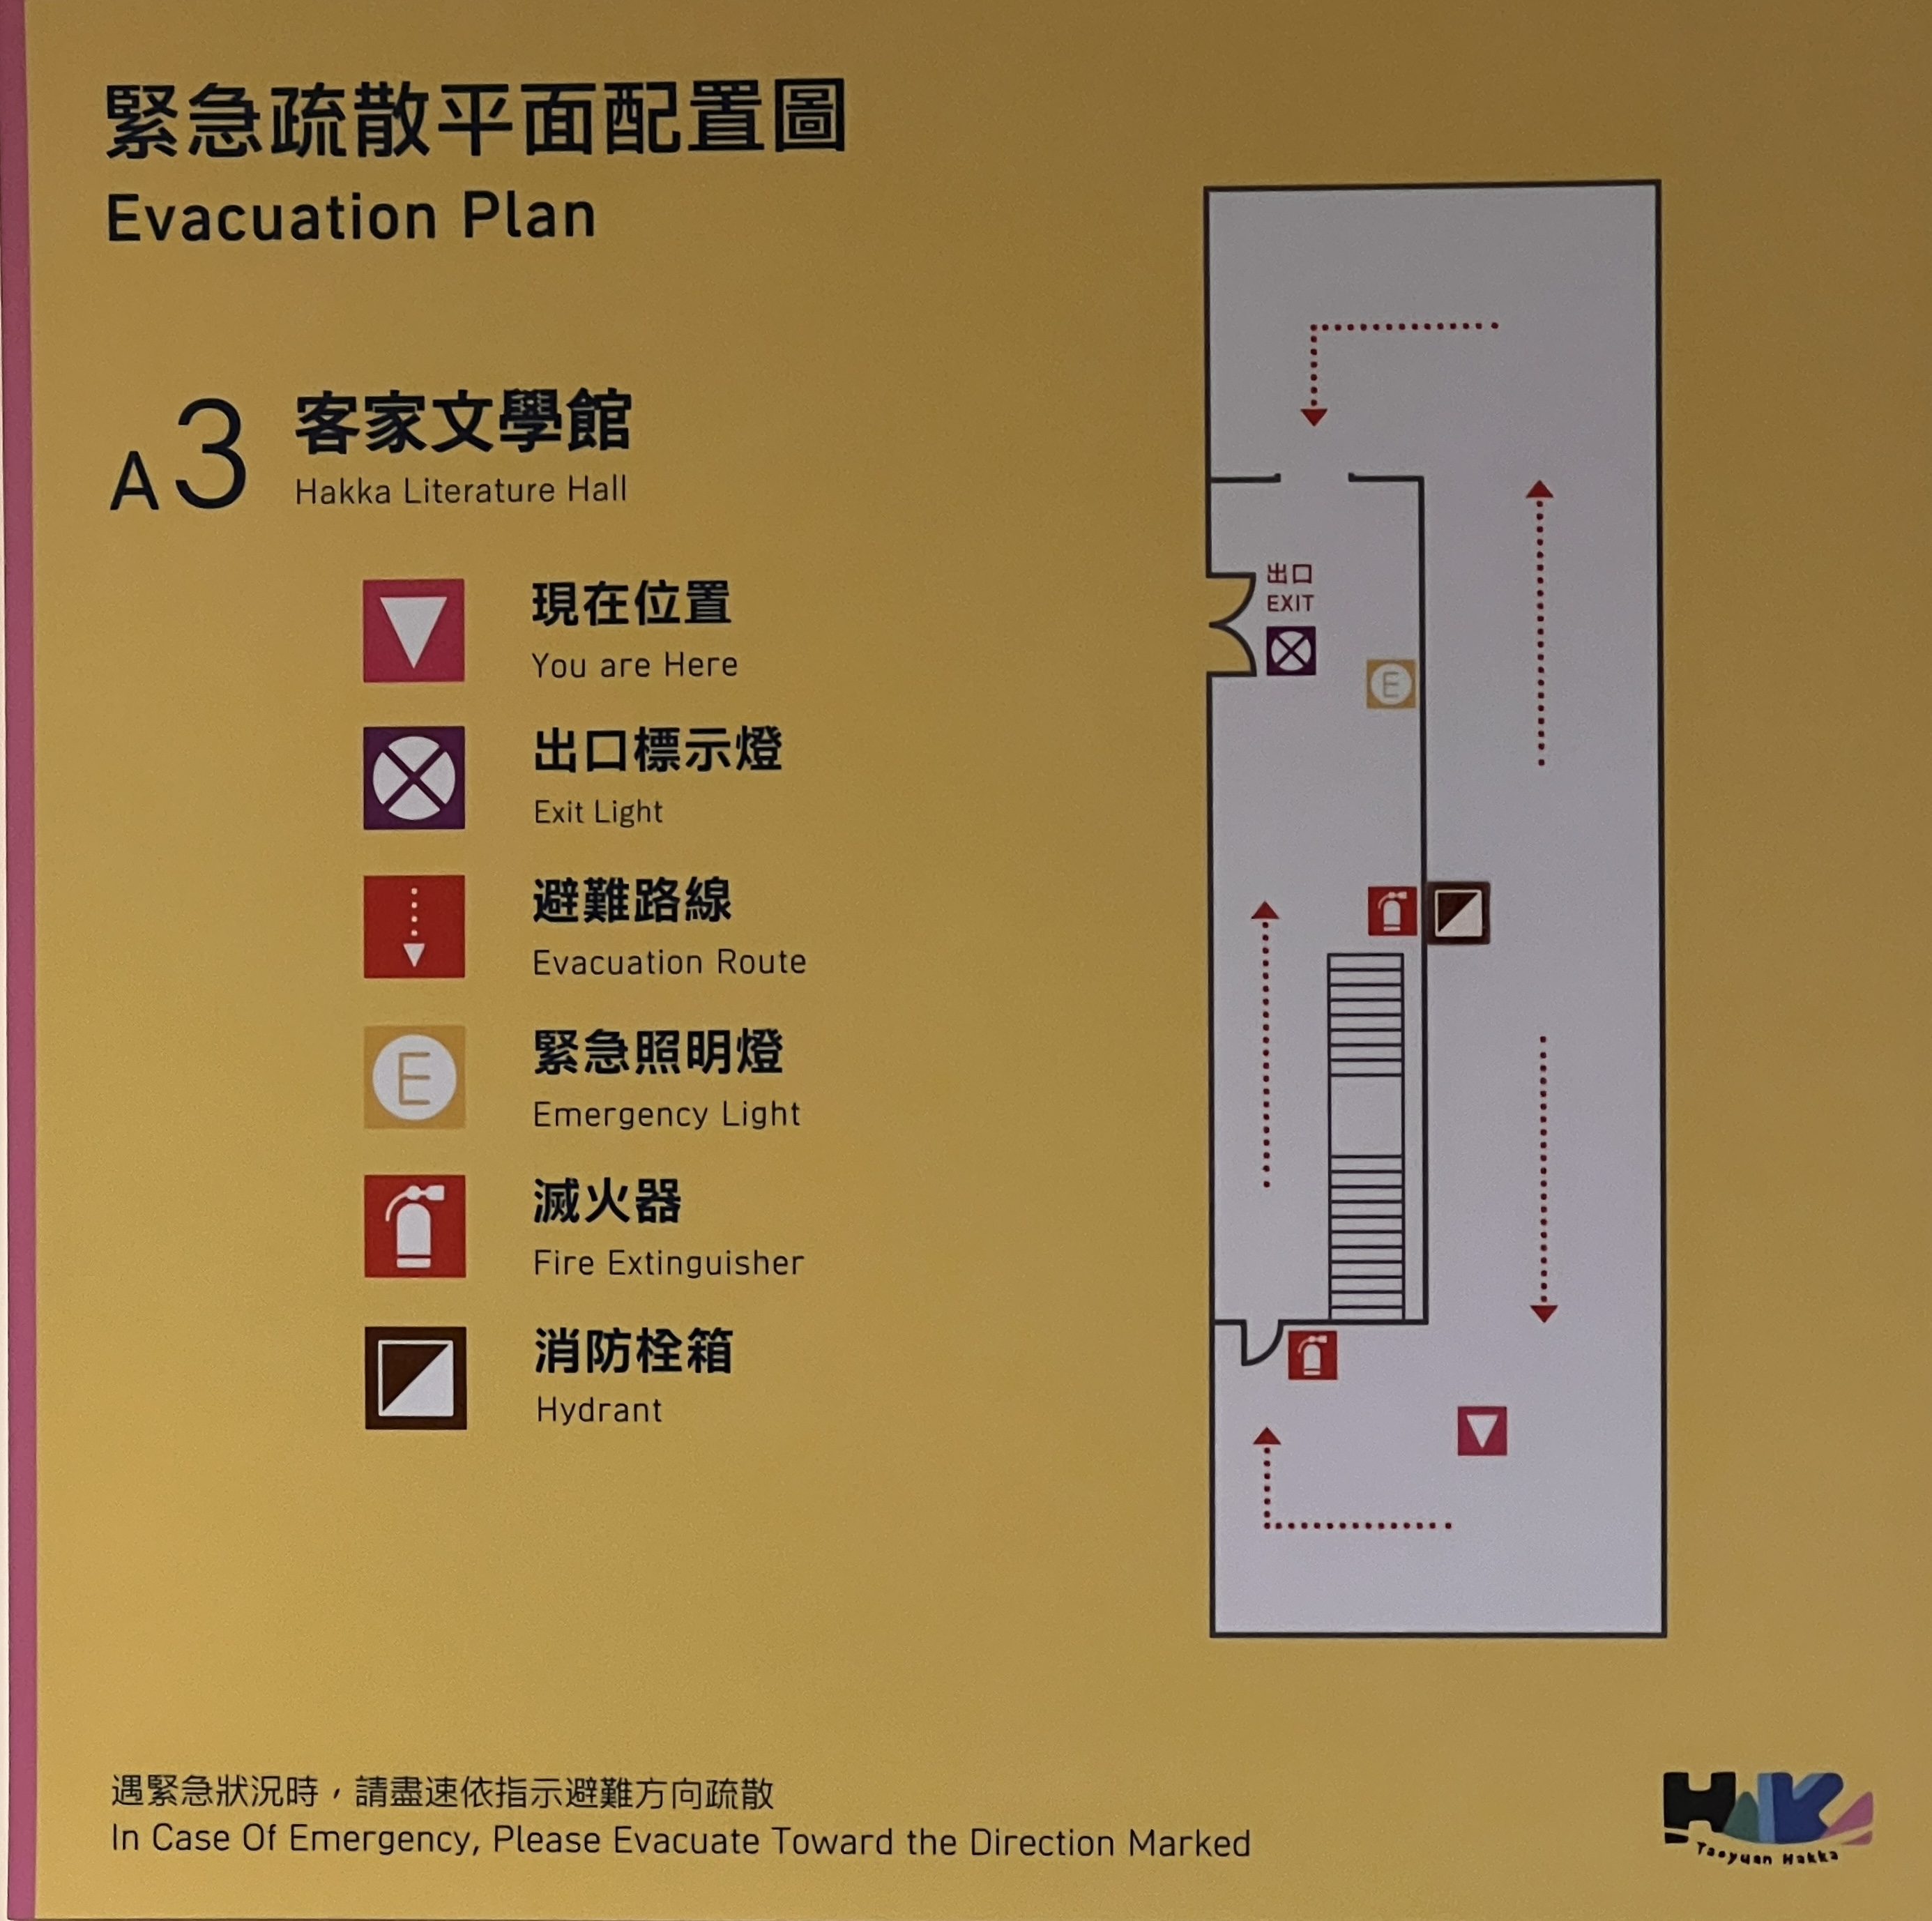 緊急疏散平面配置圖
Evacuation Plan
A3 客家文學館
Hakka Literature Hall
現在位置
You are Here
出口標示燈
Exit Light
避難路線
Evacuation Route
緊急照明燈
E
Emergency Light
滅火器
Fire Extinguisher
消防栓箱
Hydrant
出口
EXIT
E
遇緊急狀況時，請盡速依指示避難方向疏散
In Case Of Emergency, Please Evacuate Toward the Direction Marked
HAKKA
Taoyuan Hakka